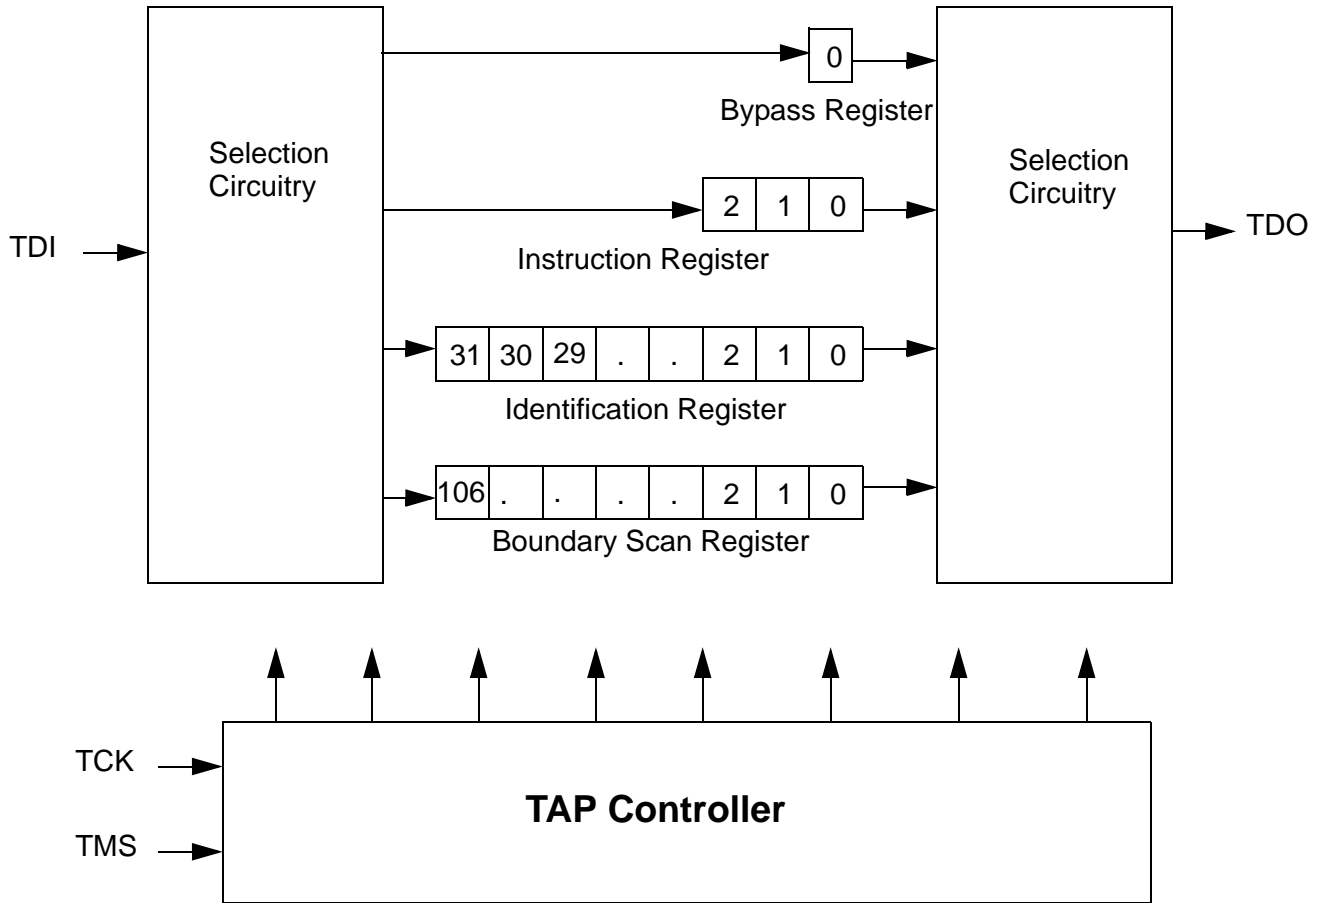 0
Bypass Register
Selection
Circuitry
Selection
Circuitry
2 1 0
TDI
TDO
Instruction Register
31 30 29 . . 2 1 0
Identification Register
106 . . . . 2 1 0
Boundary Scan Register
TCK
TAP Controller
TMS